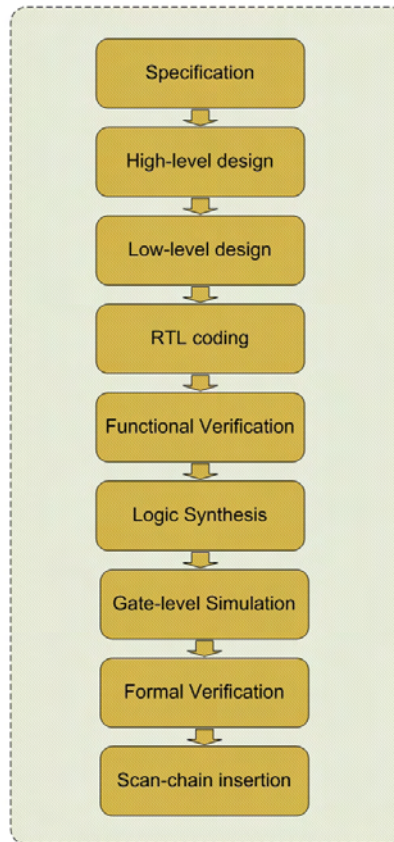 Specification
High-level design
Low-level design
RTL coding
Functional Verification
Logic Synthesis
Gate-level Simulation
Formal Verification
Scan-chain insertion